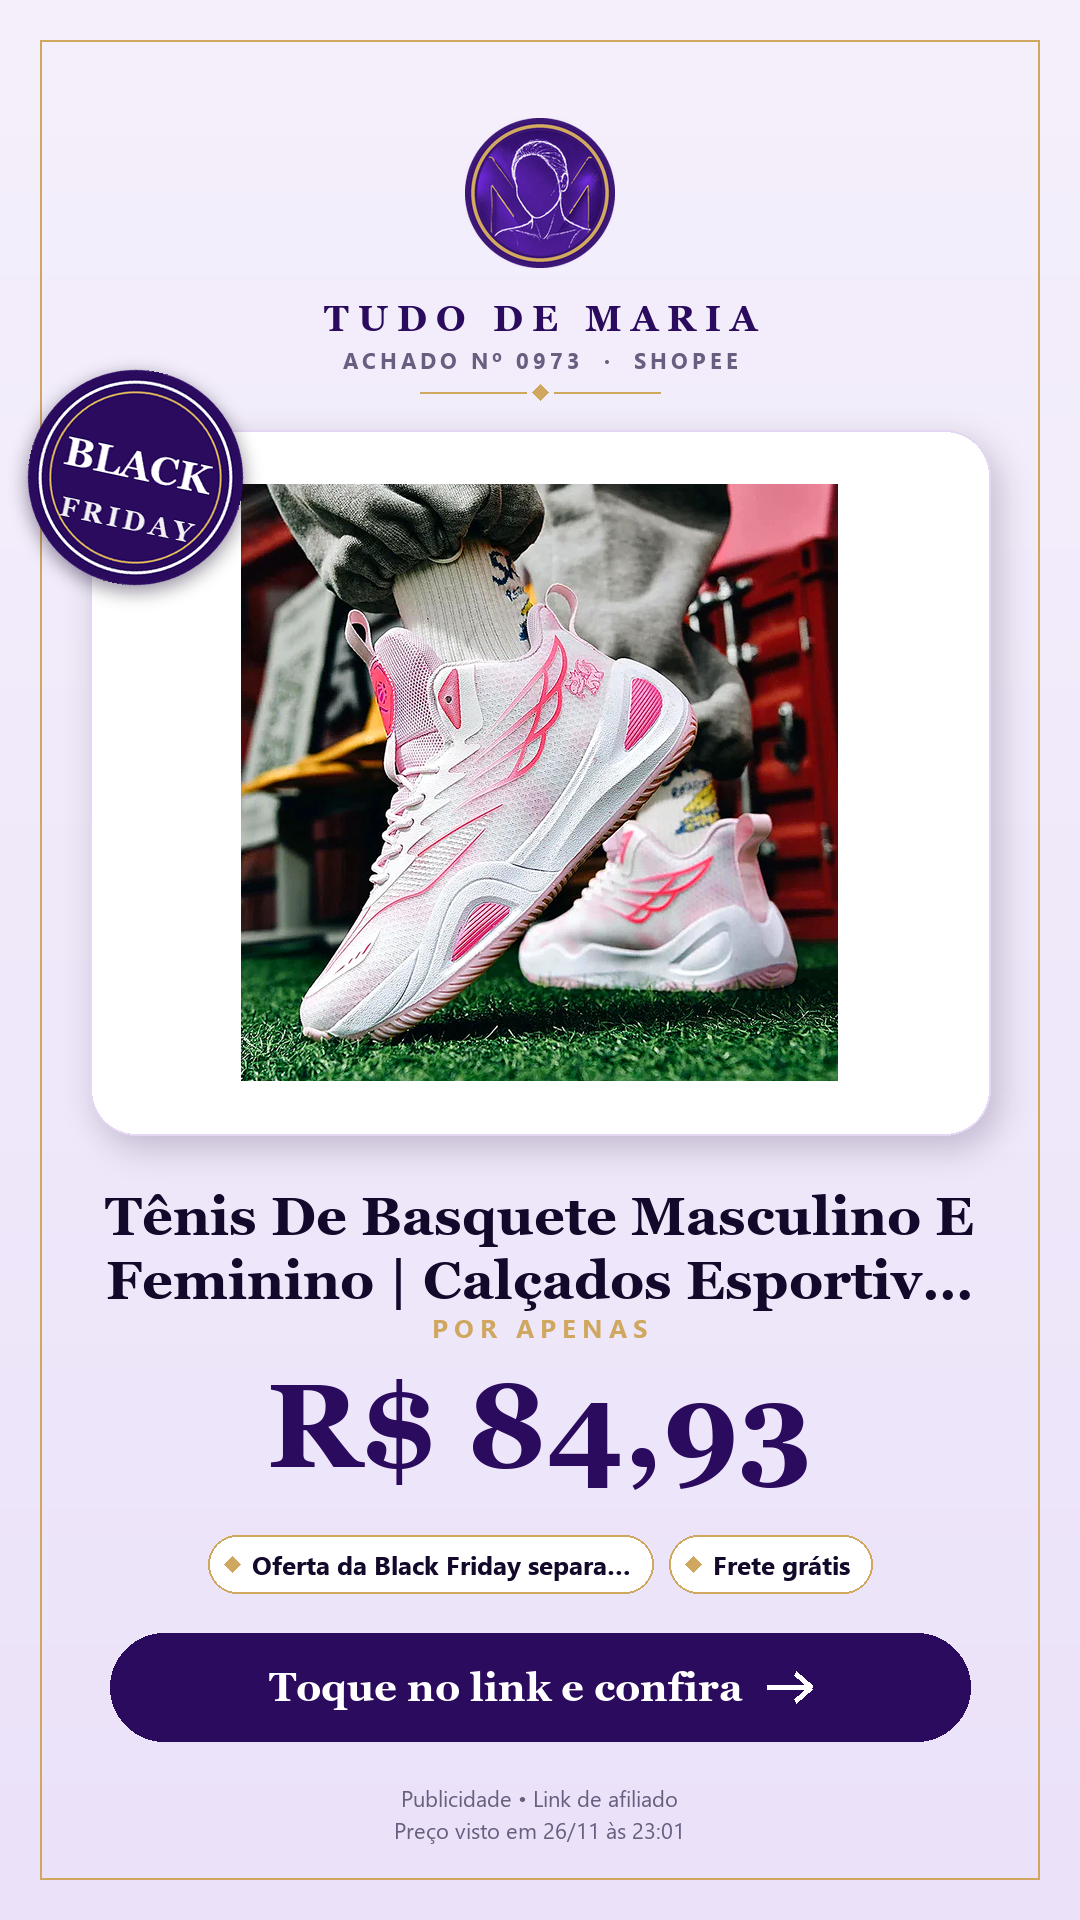 TUDO DE MARIA
ACHADO Nº 0973 · SHOPEE
BLACK
FRIDAY
Tênis De Basquete Masculino E
Feminino | Calçados Esportiv...
POR APENAS
R$ 84,93
Oferta da Black Friday separa...
Frete grátis
Toque no link e confira →
Publicidade • Link de afiliado
Preço visto em 26/11 às 23:01